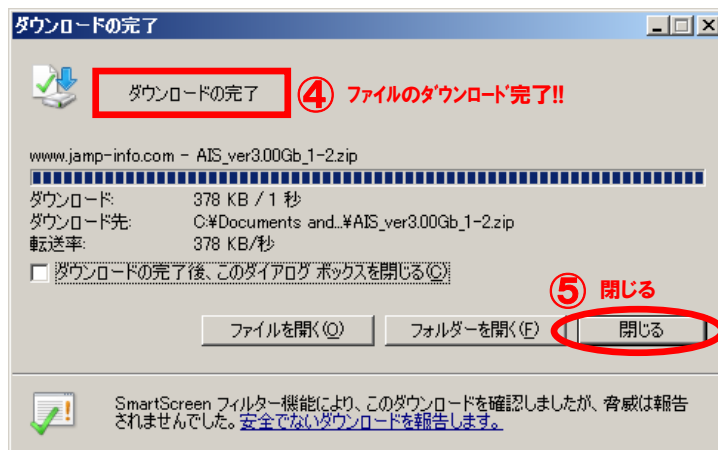 ダウンロードの完了
ダウンロードの完了 ④ ファイルのダウンロード完了!!
www.jamp-info.com - AIS_ver3.00Gb_1-2.zip
ダウンロード: 378 KB / 1 秒
ダウンロード先: C:¥Documents and...¥AIS_ver3.00Gb_1-2.zip
転送率: 378 KB/秒
ダウンロードの完了後、このダイアログ ボックスを閉じる(C)
⑤ 閉じる
ファイルを開く(O) フォルダーを開く(F) 閉じる
SmartScreen フィルター機能により、このダウンロードを確認しましたが、脅威は報告
されませんでした。安全でないダウンロードを報告します。